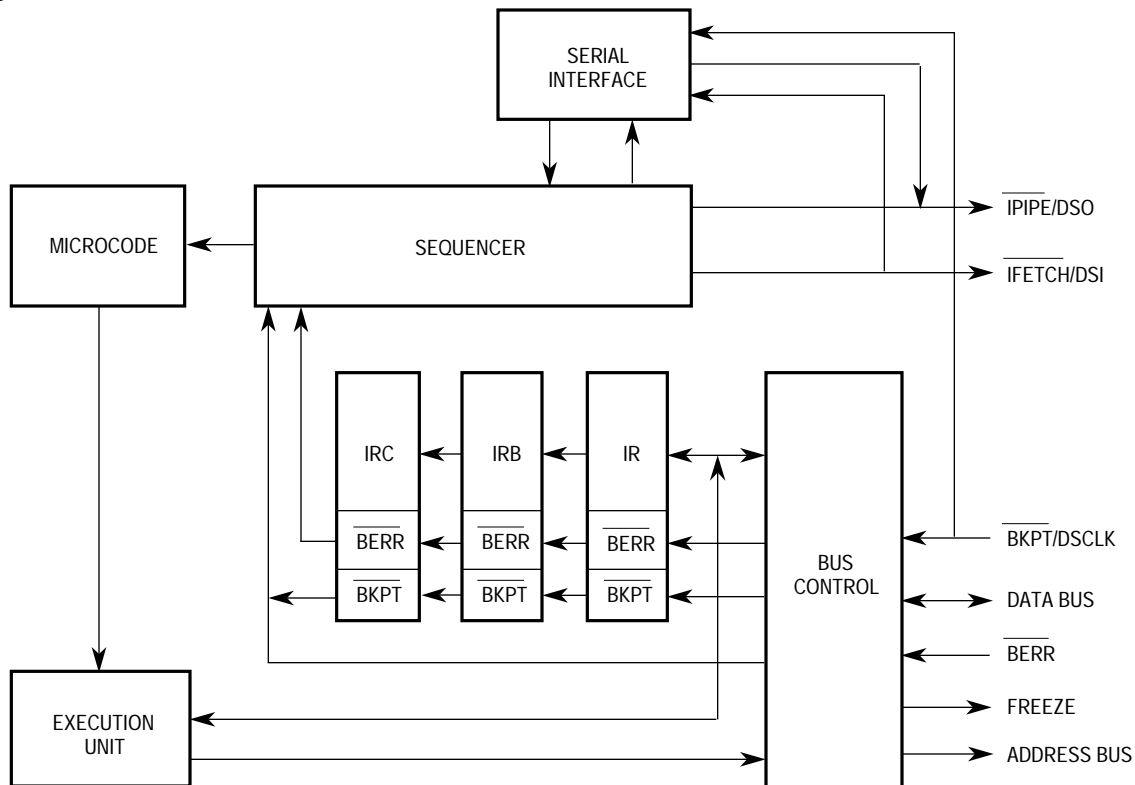 SERIAL
INTERFACE
MICROCODE
SEQUENCER
IPIPE/DSO
IFETCH/DSI
IRC
IRB
IR
BERR
BERR
BERR
BKPT
BKPT
BKPT
BUS
CONTROL
BKPT/DSCLK
DATA BUS
BERR
FREEZE
ADDRESS BUS
EXECUTION
UNIT